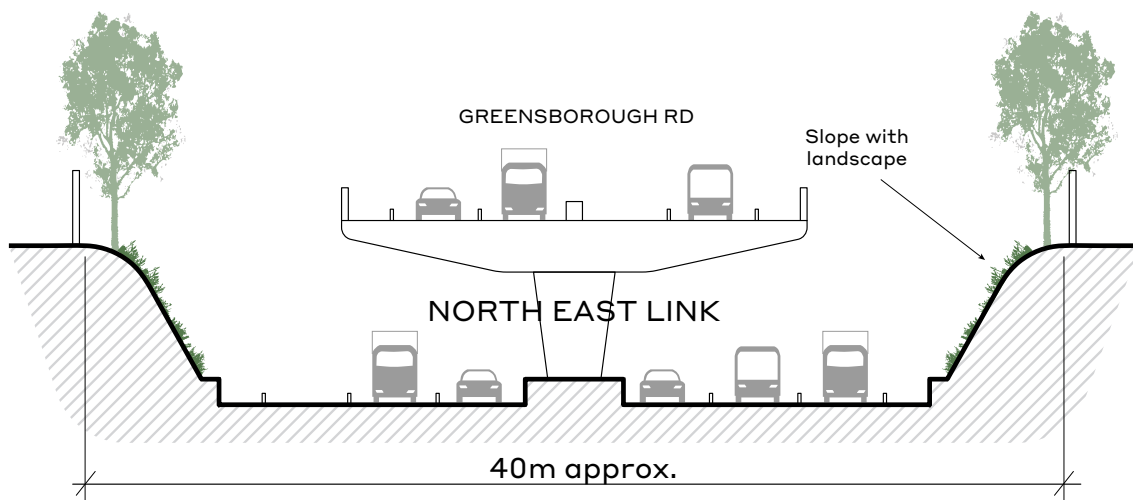 GREENSBOROUGH RD
Slope with
landscape
NORTH EAST LINK
40m approx.